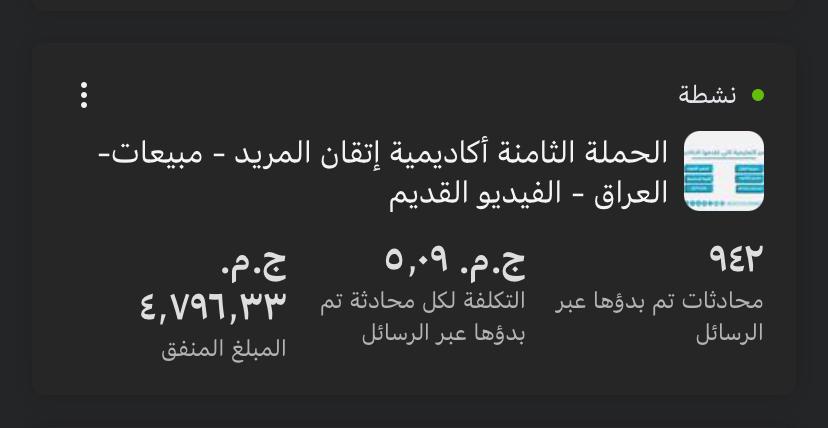 نشطة
الحملة الثامنة أكاديمية إتقان المريد - مبيعات-
العراق - الفيديو القديم
٩٤٢
محادثات تم بدؤها عبر
الرسائل
ج.م. ٥,٠٩
التكلفة لكل محادثة تم
بدؤها عبر الرسائل
ج.م.
٤,٧٩٦,٣٣
المبلغ المنفق